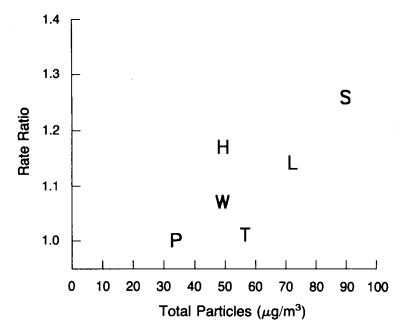 1.4
1.3
S
1.2
H
L
1.1
W
T
1.0
P
Rate Ratio
0 10 20 30 40 50 60 70 80 90 100
Total Particles (μg/m³)